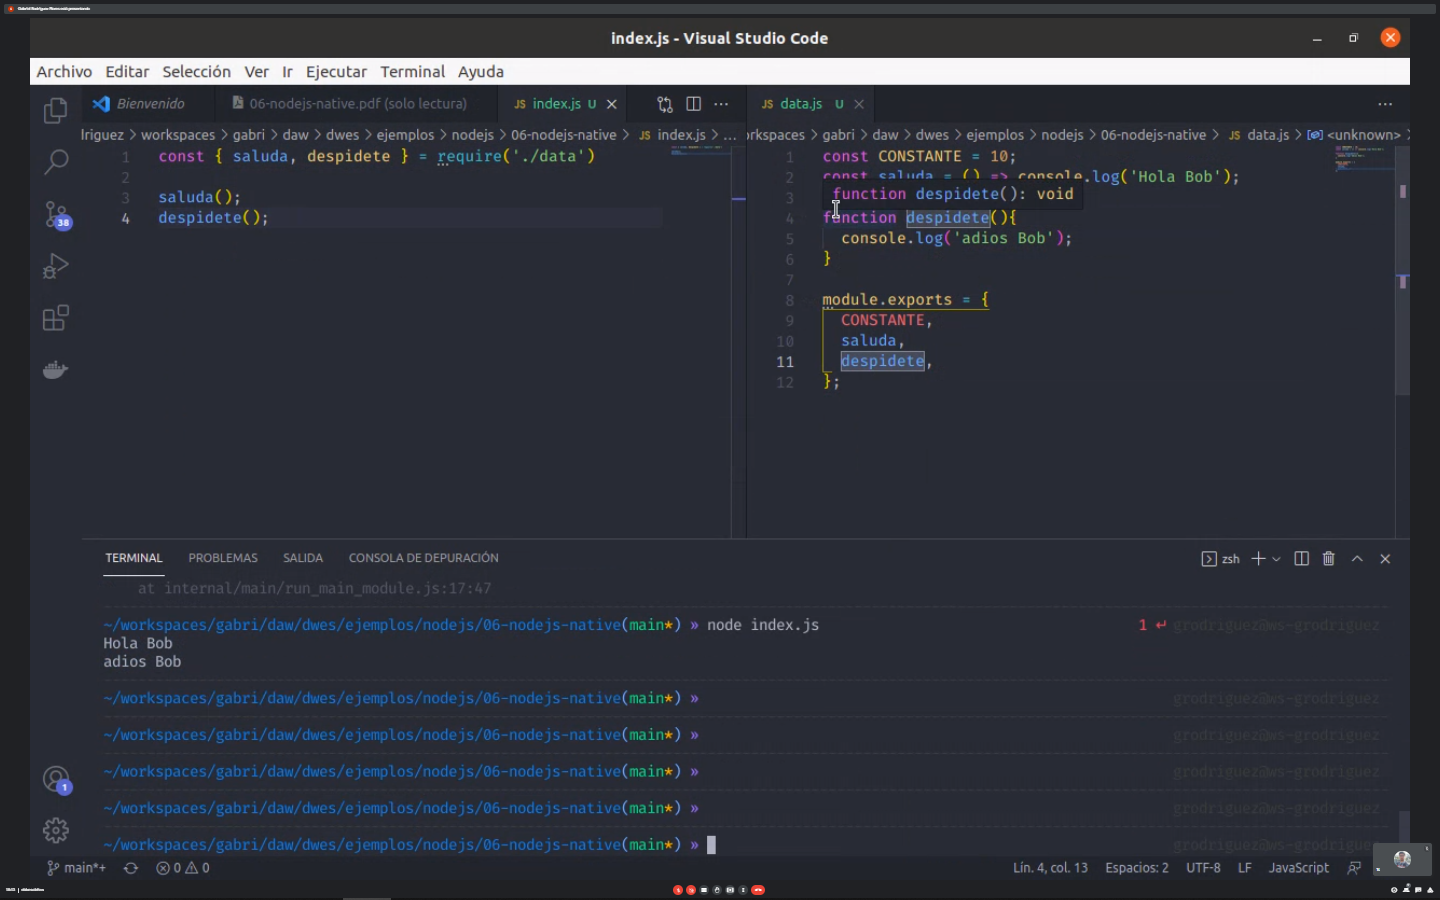 Gabriel Rodríguez Flores está presentando
index.js - Visual Studio Code
Archivo Editar Selección Ver Ir Ejecutar Terminal Ayuda
Bienvenido 06-nodejs-native.pdf (solo lectura) JS index.js U
JS data.js U
lriguez > workspaces > gabri > daw > dwes > ejemplos > nodejs > 06-nodejs-native > JS index.js > ...
orkspaces > gabri > daw > dwes > ejemplos > nodejs > 06-nodejs-native > JS data.js > <unknown> >
1 const { saluda, despidete } = require('./data')
2
3 saluda();
4 despidete();
1 const CONSTANTE = 10;
2 const saluda = () => console.log('Hola Bob');
function despidete(): void
3
4 function despidete(){
5 console.log('adios Bob');
6 }
7
8 module.exports = {
9 CONSTANTE,
10 saluda,
11 despidete,
12 };
38
TERMINAL PROBLEMAS SALIDA CONSOLA DE DEPURACIÓN
zsh
at internal/main/run_main_module.js:17:47
~/workspaces/gabri/daw/dwes/ejemplos/nodejs/06-nodejs-native(main*) » node index.js 1 ↵ grodriguez@ws-grodriguez
Hola Bob
adios Bob
~/workspaces/gabri/daw/dwes/ejemplos/nodejs/06-nodejs-native(main*) » grodriguez@ws-grodriguez
~/workspaces/gabri/daw/dwes/ejemplos/nodejs/06-nodejs-native(main*) » grodriguez@ws-grodriguez
~/workspaces/gabri/daw/dwes/ejemplos/nodejs/06-nodejs-native(main*) » grodriguez@ws-grodriguez
~/workspaces/gabri/daw/dwes/ejemplos/nodejs/06-nodejs-native(main*) » grodriguez@ws-grodriguez
~/workspaces/gabri/daw/dwes/ejemplos/nodejs/06-nodejs-native(main*) » grodriguez@ws-grodriguez
1
main*+ 0 0 Lín. 4, col. 13 Espacios: 2 UTF-8 LF JavaScript